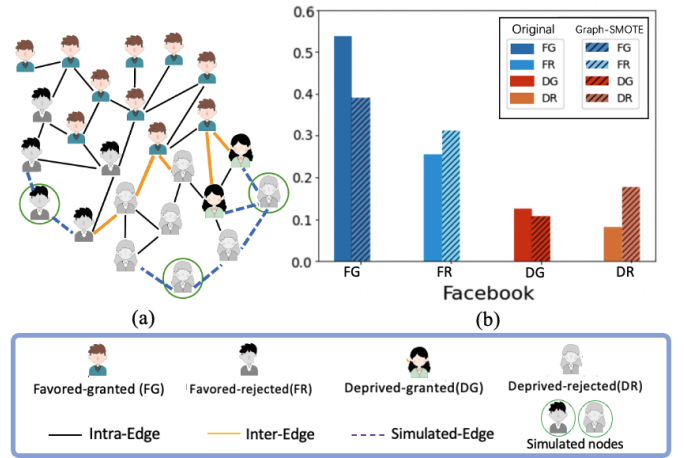 0.6
0.5
0.4
0.3
0.2
0.1
0.0
Original Graph-SMOTE
FG FG
FR FR
DG DG
DR DR
FG FR DG DR
Facebook
(a) (b)
Favored-granted (FG) Favored-rejected(FR) Deprived-granted(DG) Deprived-rejected(DR)
Intra-Edge Inter-Edge Simulated-Edge Simulated nodes